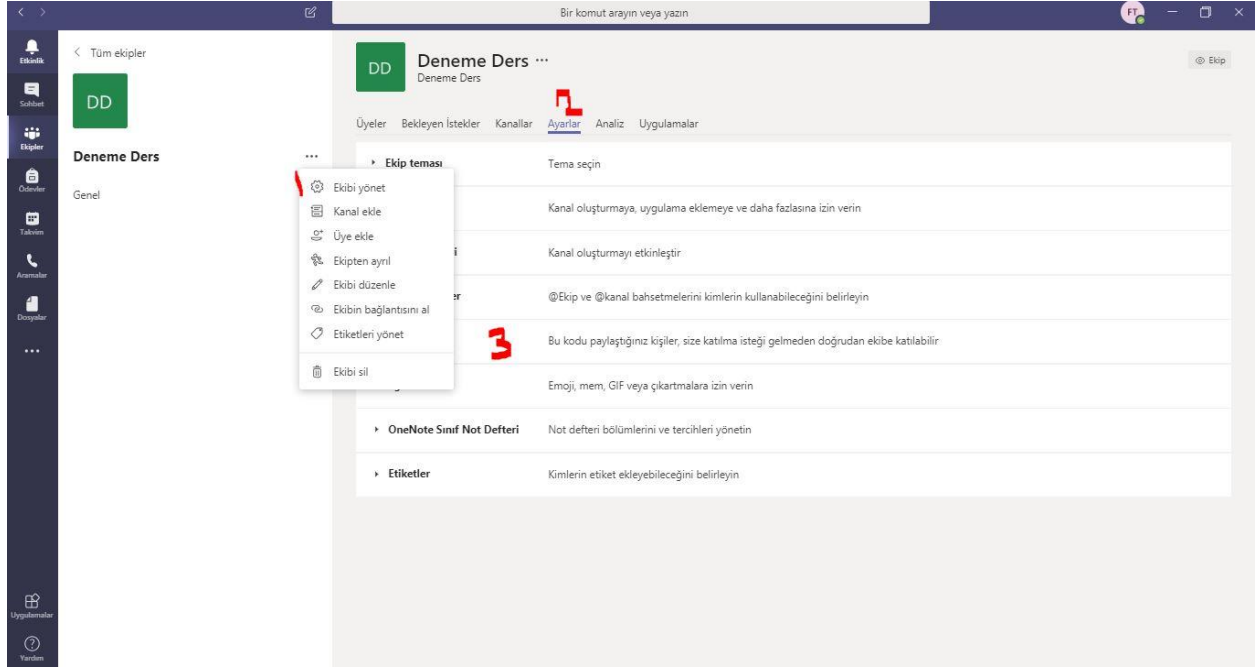 Bir komut arayın veya yazın
FT
Etkinlik
Sohbet
Ekipler
Ödevler
Takvim
Aramalar
Dosyalar
Uygulamalar
Yardım
Tüm ekipler
DD
Deneme Ders
Genel
1
Ekibi yönet
Kanal ekle
Üye ekle
Ekipten ayrıl
Ekibi düzenle
Ekibin bağlantısını al
Etiketleri yönet
Ekibi sil
DD
Deneme Ders
Deneme Ders
Ekip
2
Üyeler Bekleyen İstekler Kanallar Ayarlar Analiz Uygulamalar
Ekip teması Tema seçin
Kanal oluşturmaya, uygulama eklemeye ve daha fazlasına izin verin
Kanal oluşturmayı etkinleştir
@Ekip ve @kanal bahsetmelerini kimlerin kullanabileceğini belirleyin
3
Bu kodu paylaştığınız kişiler, size katılma isteği gelmeden doğrudan ekibe katılabilir
Emoji, mem, GIF veya çıkartmalara izin verin
OneNote Sınıf Not Defteri Not defteri bölümlerini ve tercihleri yönetin
Etiketler Kimlerin etiket ekleyebileceğini belirleyin